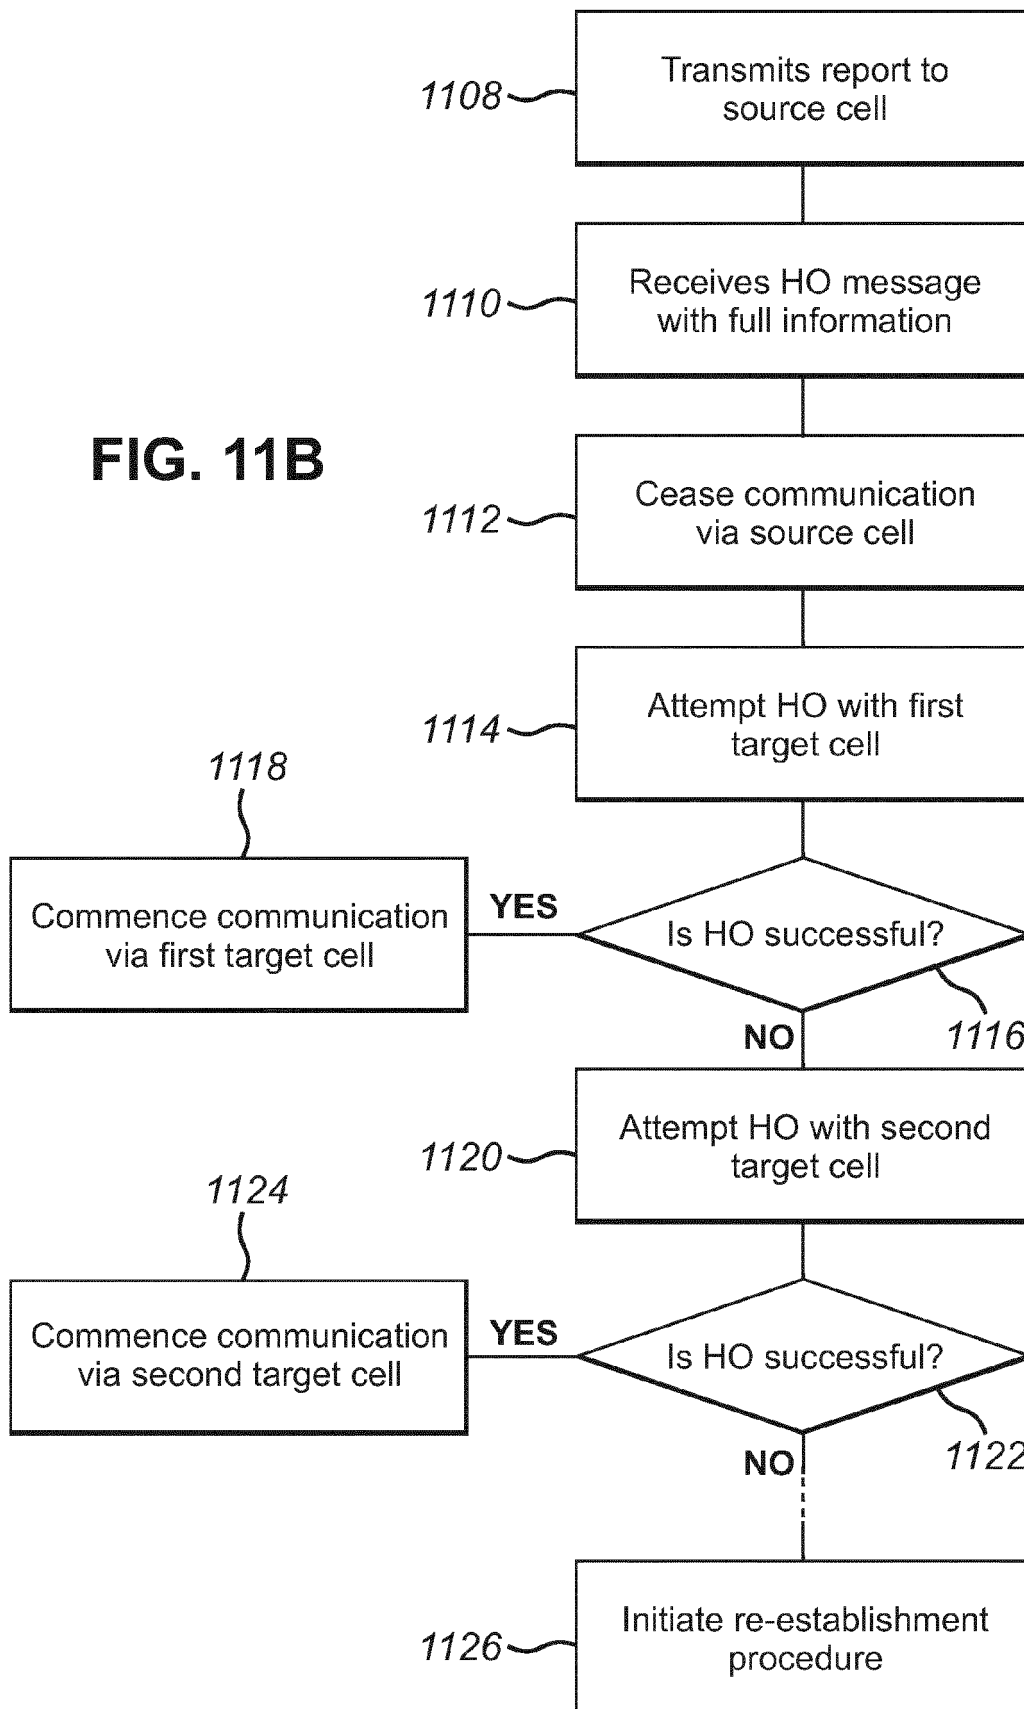 1108
Transmits report to
source cell
1110
Receives HO message
with full information
FIG. 11B
1112
Cease communication
via source cell
1114
Attempt HO with first
target cell
1118
Commence communication
via first target cell
YES
Is HO successful?
1116
NO
1120
Attempt HO with second
target cell
1124
Commence communication
via second target cell
YES
Is HO successful?
1122
NO
1126
Initiate re-establishment
procedure